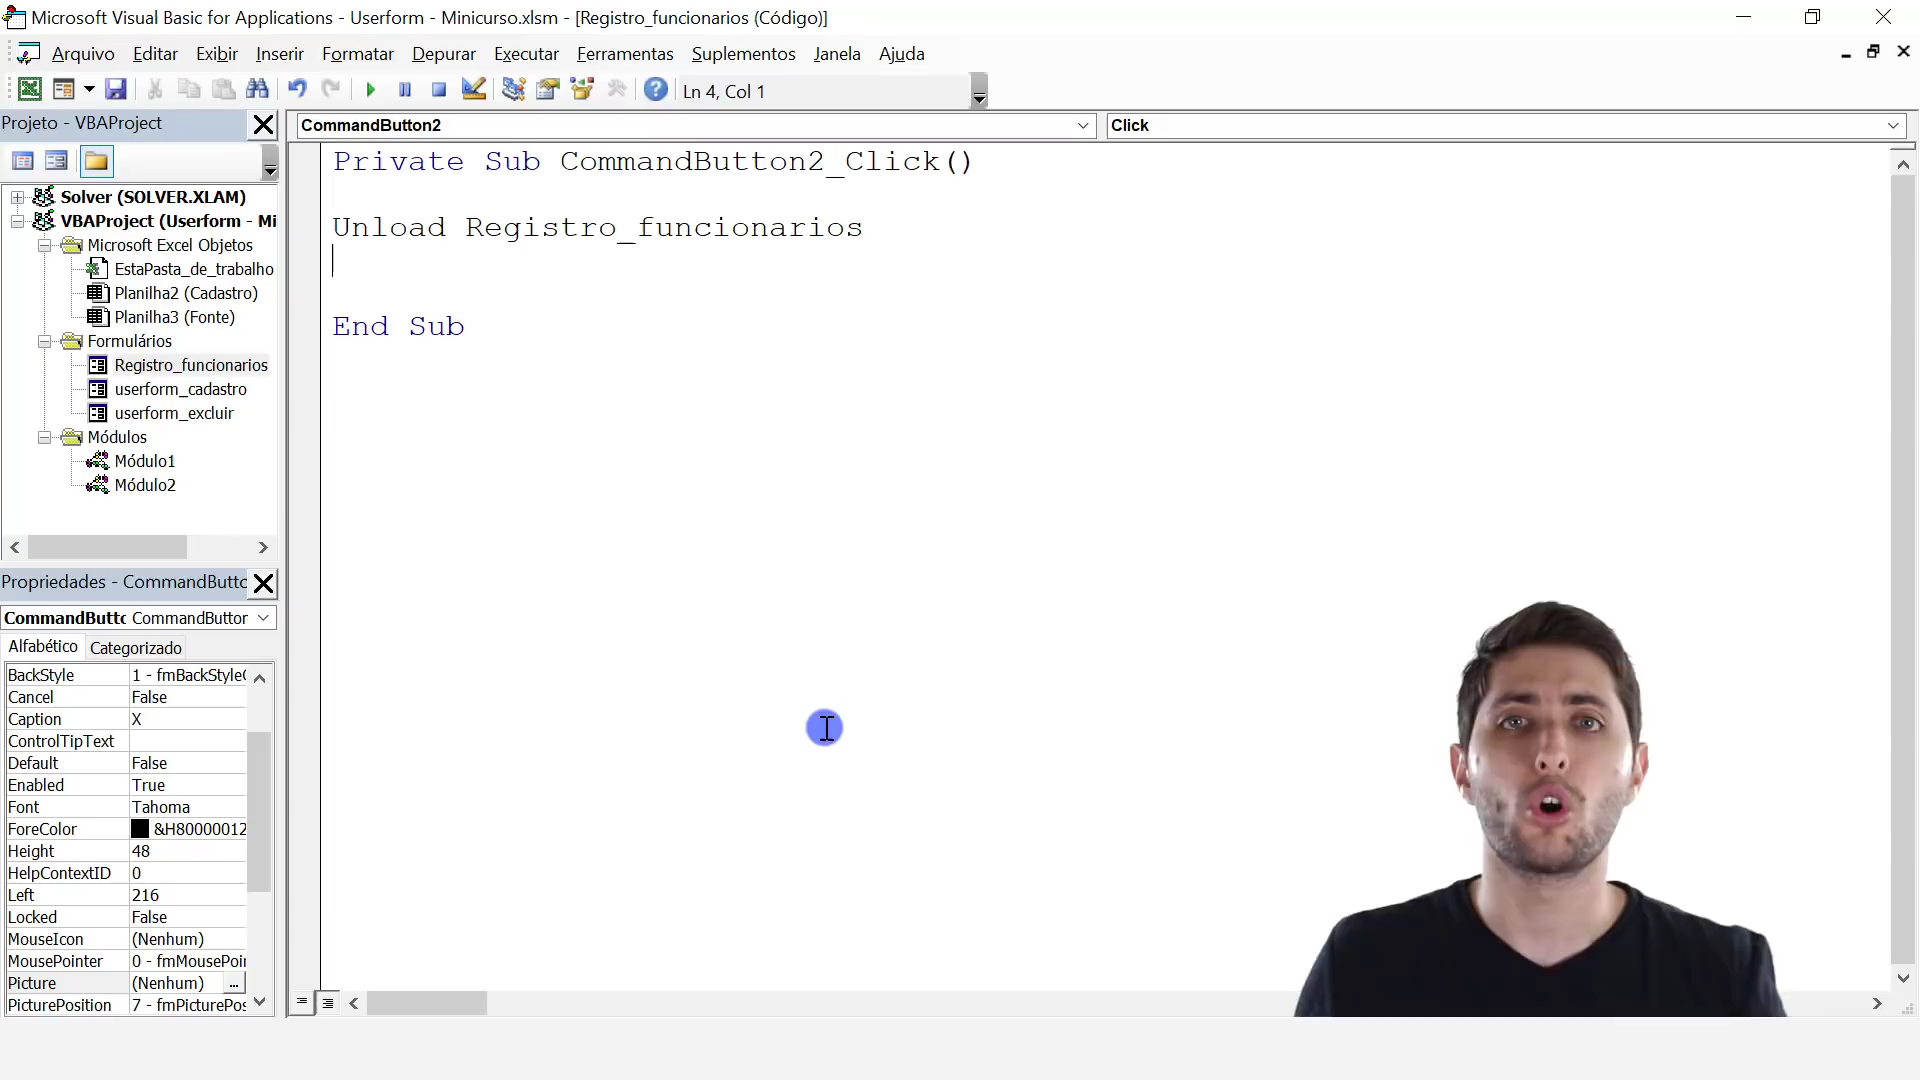 Microsoft Visual Basic for Applications - Userform - Minicurso.xlsm - [Registro_funcionarios (Código)]
Arquivo Editar Exibir Inserir Formatar Depurar Executar Ferramentas Suplementos Janela Ajuda
Ln 4, Col 1
Projeto - VBAProject
CommandButton2
Click
Solver (SOLVER.XLAM)
VBAProject (Userform - Mi
Microsoft Excel Objetos
EstaPasta_de_trabalho
Planilha2 (Cadastro)
Planilha3 (Fonte)
Formulários
Registro_funcionarios
userform_cadastro
userform_excluir
Módulos
Módulo1
Módulo2
Private Sub CommandButton2_Click()
Unload Registro_funcionarios
End Sub
Propriedades - CommandButto
CommandButto CommandButton
Alfabético Categorizado
BackStyle 1 - fmBackStyle
Cancel False
Caption X
ControlTipText
Default False
Enabled True
Font Tahoma
ForeColor &H80000012
Height 48
HelpContextID 0
Left 216
Locked False
MouseIcon (Nenhum)
MousePointer 0 - fmMousePoi
Picture (Nenhum) ...
PicturePosition 7 - fmPicturePos